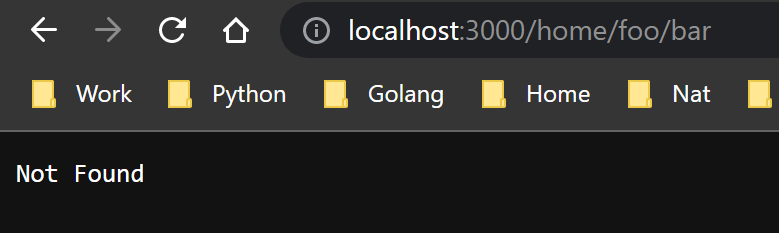 localhost:3000/home/foo/bar
Work Python Golang Home Nat
Not Found